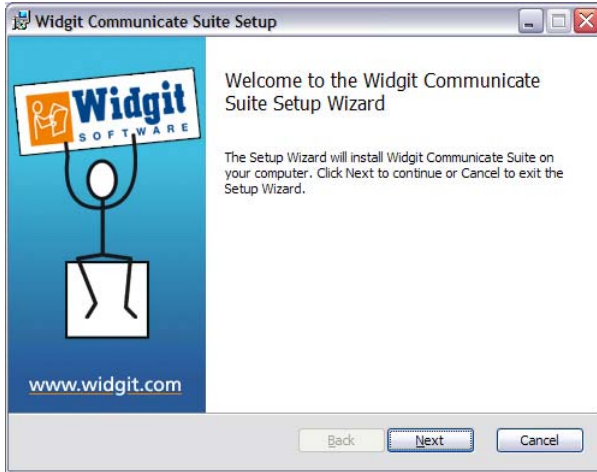 Widgit Communicate Suite Setup
Widgit
SOFTWARE
www.widgit.com
Welcome to the Widgit Communicate
Suite Setup Wizard
The Setup Wizard will install Widgit Communicate Suite on
your computer. Click Next to continue or Cancel to exit the
Setup Wizard.
Back Next Cancel